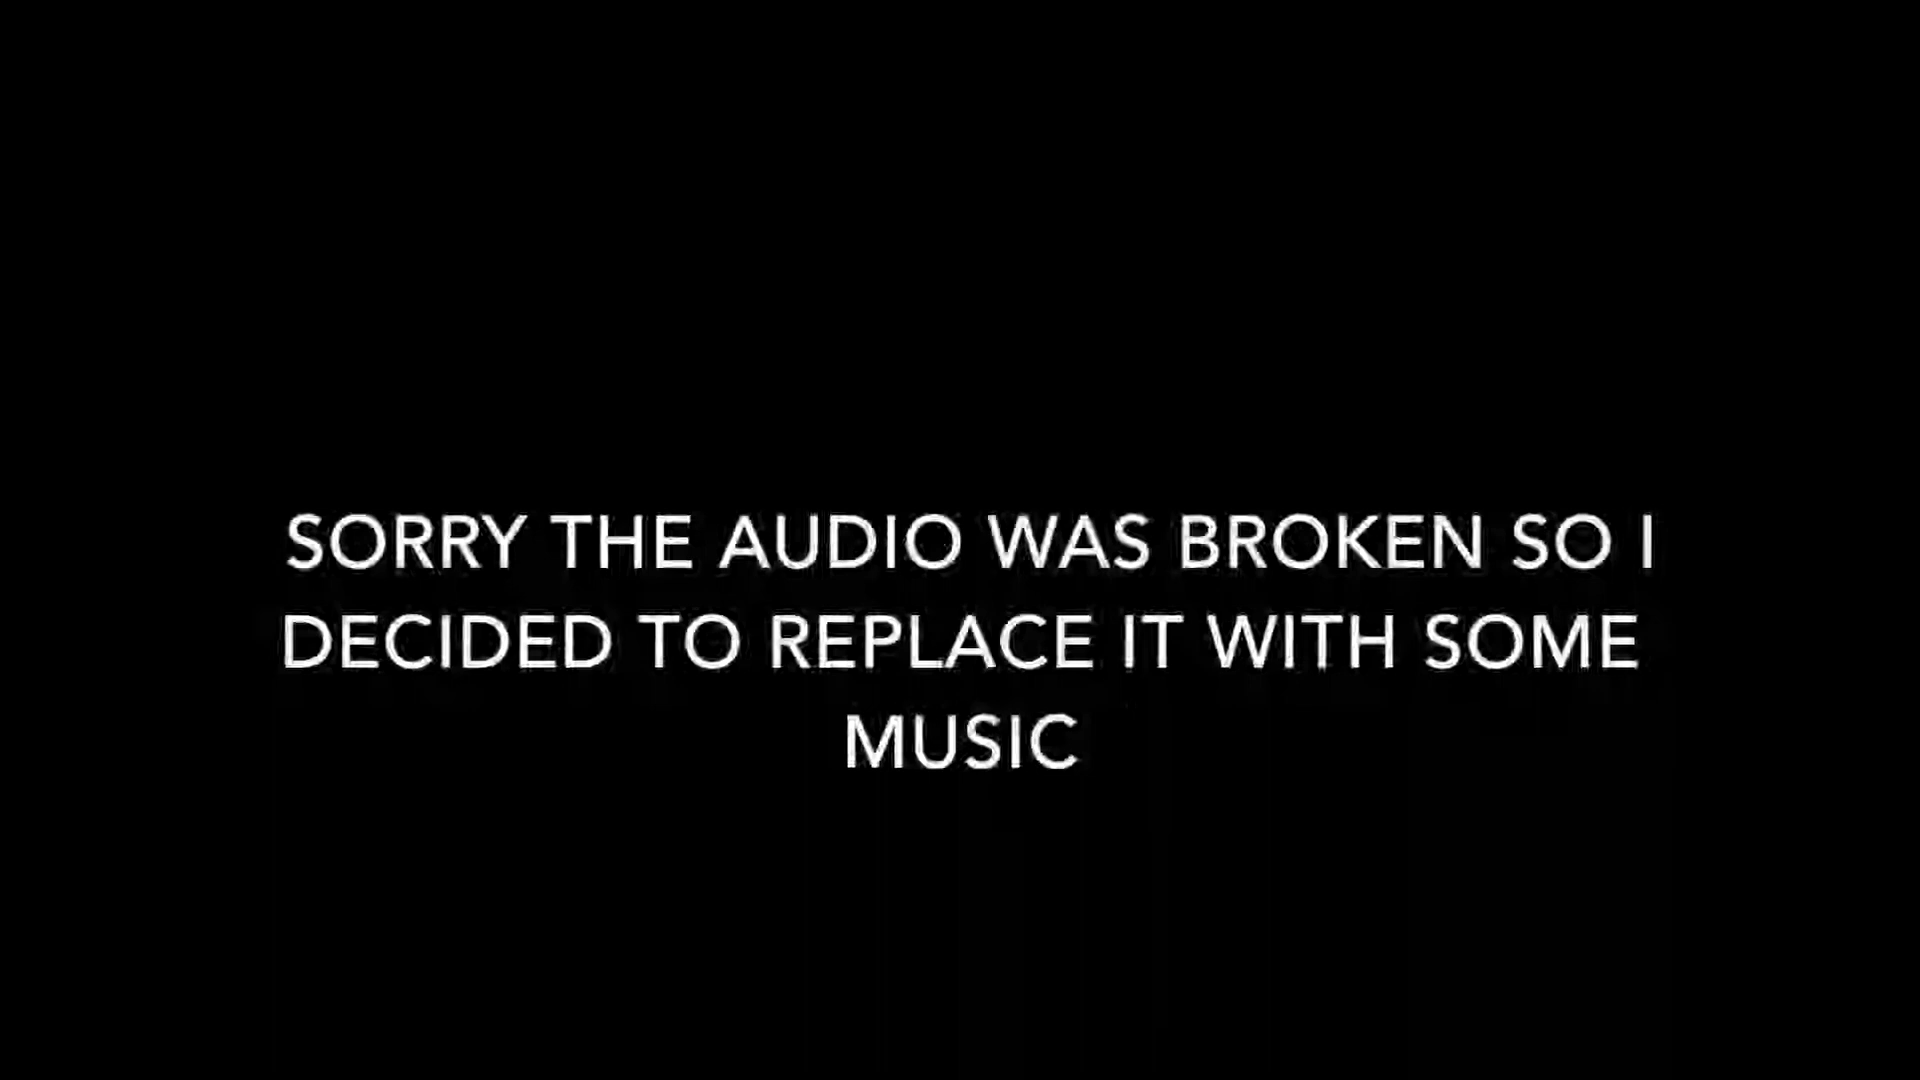 SORRY THE AUDIO WAS BROKEN SO I
DECIDED TO REPLACE IT WITH SOME
MUSIC